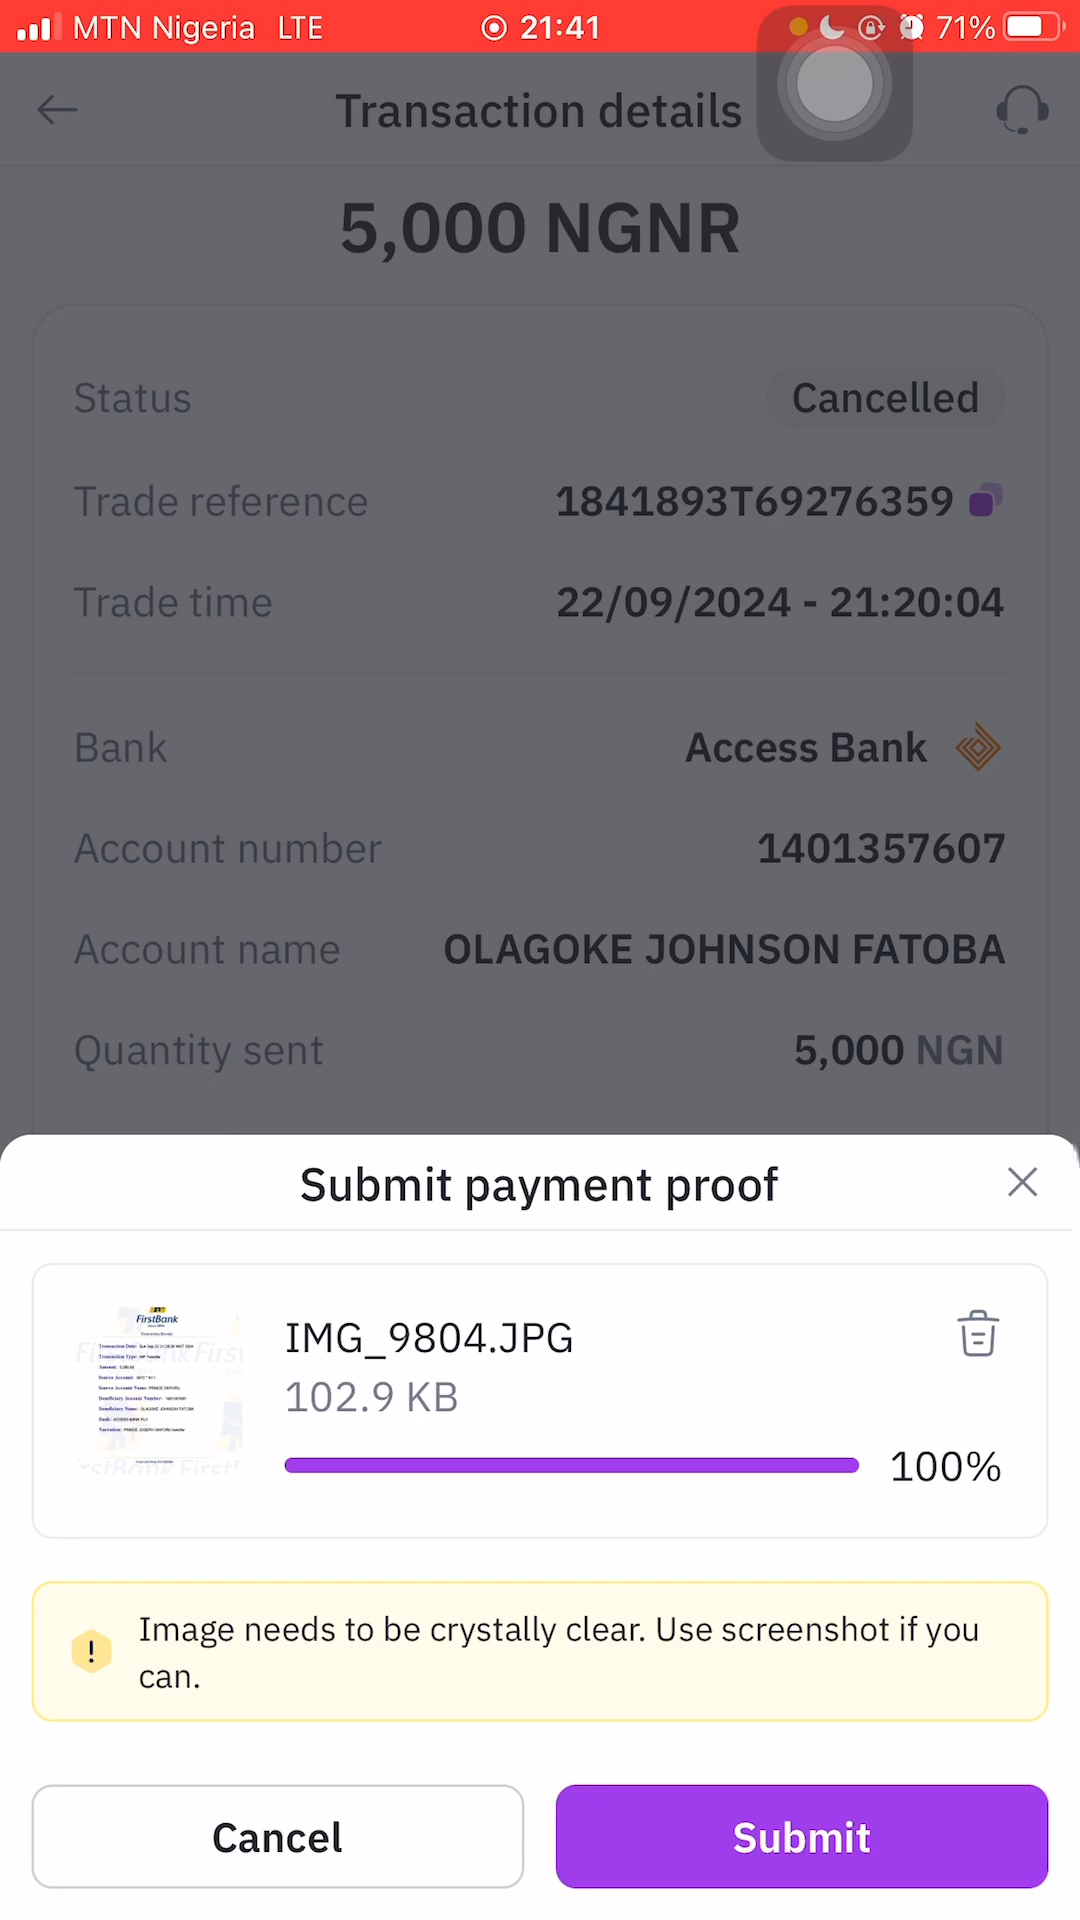 MTN Nigeria LTE 21:41 71%
Transaction details
5,000 NGNR
Status Cancelled
Trade reference 1841893T69276359
Trade time 22/09/2024 - 21:20:04
Bank Access Bank
Account number 1401357607
Account name OLAGOKE JOHNSON FATOBA
Quantity sent 5,000 NGN
Submit payment proof
FirstBank
Transaction Receipt
IMG_9804.JPG
102.9 KB
100%
Image needs to be crystally clear. Use screenshot if you
can.
Cancel Submit